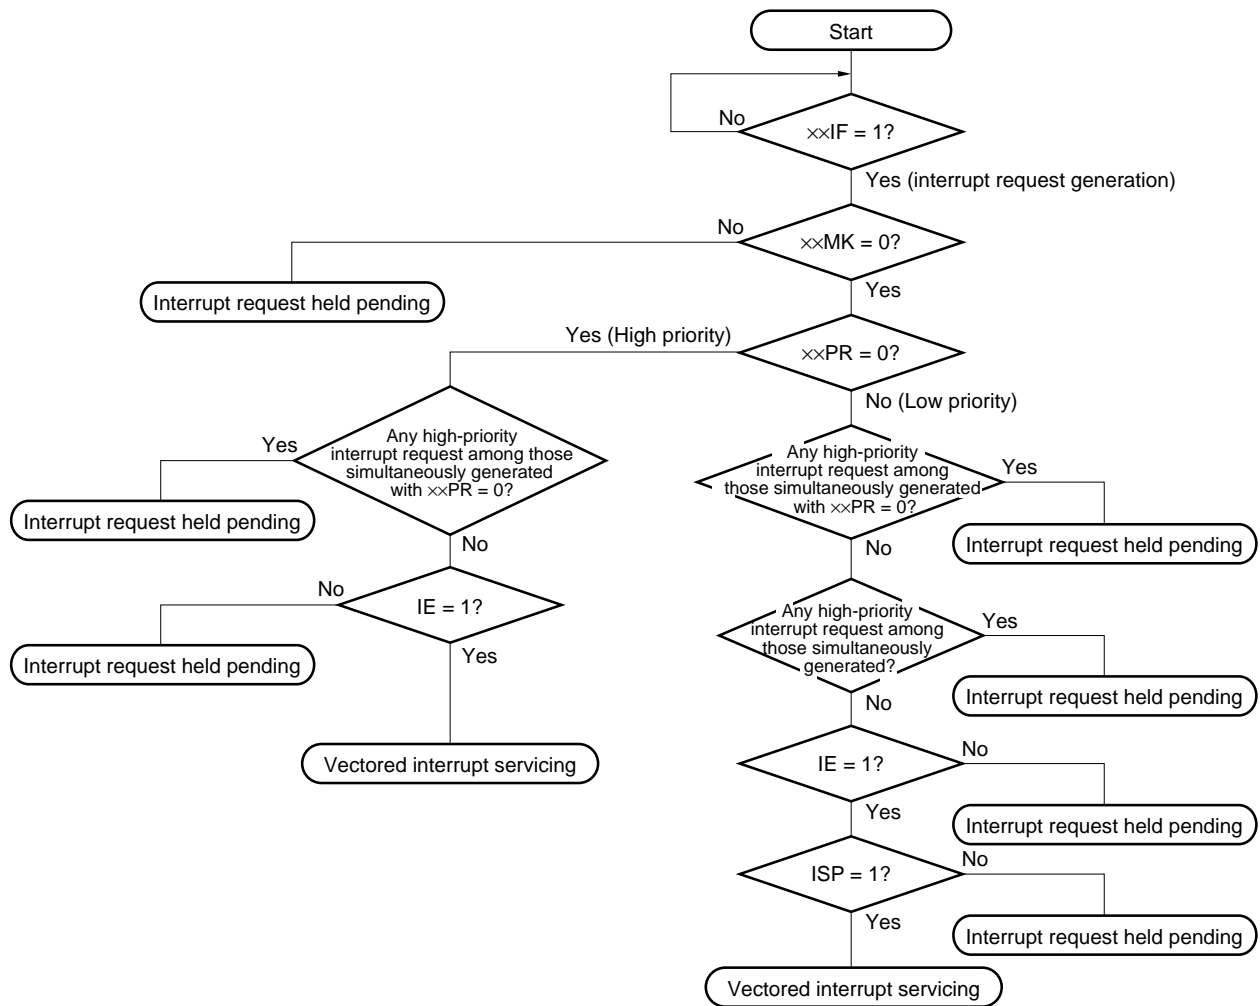 Start
No
××IF = 1?
Yes (interrupt request generation)
No
××MK = 0?
Interrupt request held pending
Yes
Yes (High priority)
××PR = 0?
No (Low priority)
Yes
Any high-priority
interrupt request among those
simultaneously generated
with ××PR = 0?
Interrupt request held pending
No
Any high-priority
interrupt request among
those simultaneously generated
with ××PR = 0?
Yes
Interrupt request held pending
No
No
IE = 1?
Interrupt request held pending
Yes
Vectored interrupt servicing
Any high-priority
interrupt request among
those simultaneously
generated?
Yes
Interrupt request held pending
No
IE = 1?
No
Interrupt request held pending
Yes
ISP = 1?
No
Interrupt request held pending
Yes
Vectored interrupt servicing